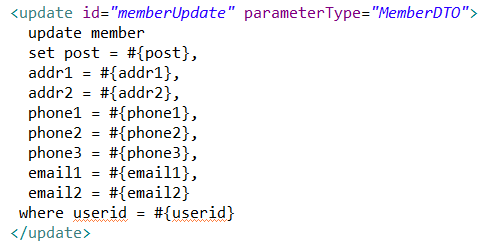 <update id="memberUpdate" parameterType="MemberDTO">
update member
set post = #{post},
addr1 = #{addr1},
addr2 = #{addr2},
phone1 = #{phone1},
phone2 = #{phone2},
phone3 = #{phone3},
email1 = #{email1},
email2 = #{email2}
where userid = #{userid}
</update>